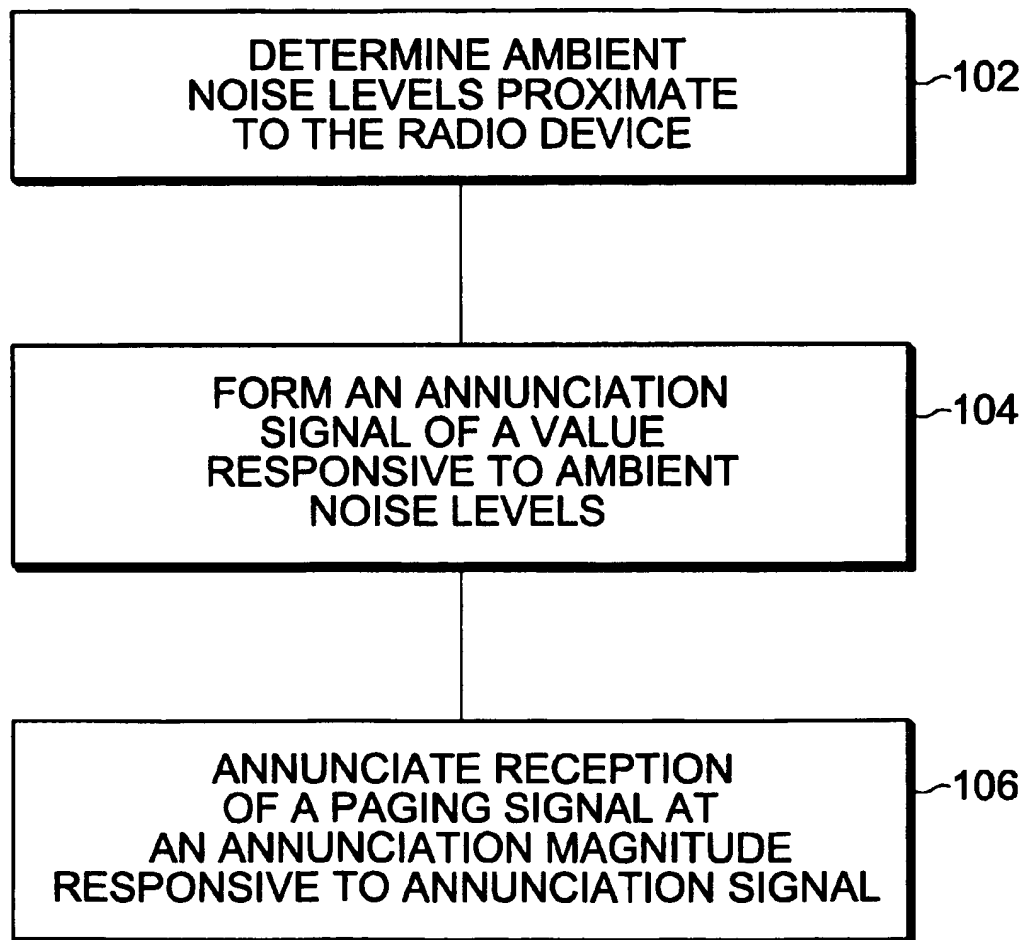 DETERMINE AMBIENT
NOISE LEVELS PROXIMATE
TO THE RADIO DEVICE
102
FORM AN ANNUNCIATION
SIGNAL OF A VALUE
RESPONSIVE TO AMBIENT
NOISE LEVELS
104
ANNUNCIATE RECEPTION
OF A PAGING SIGNAL AT
AN ANNUNCIATION MAGNITUDE
RESPONSIVE TO ANNUNCIATION SIGNAL
106